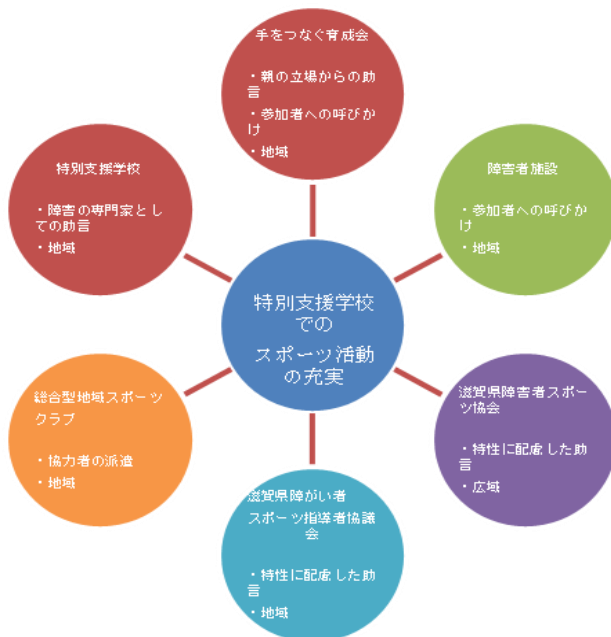 手をつなぐ育成会
・親の立場からの助
言
・参加者への呼びか
け
・地域
特別支援学校
・障害の専門家とし
ての助言
・地域
障害者施設
・参加者への呼びか
け
・地域
特別支援学校
での
スポーツ活動
の充実
総合型地域スポーツ
クラブ
・協力者の派遣
・地域
滋賀県障害者スポー
ツ協会
・特性に配慮した助
言
・広域
滋賀県障がい者
スポーツ指導者協議
会
・特性に配慮した助
言
・地域